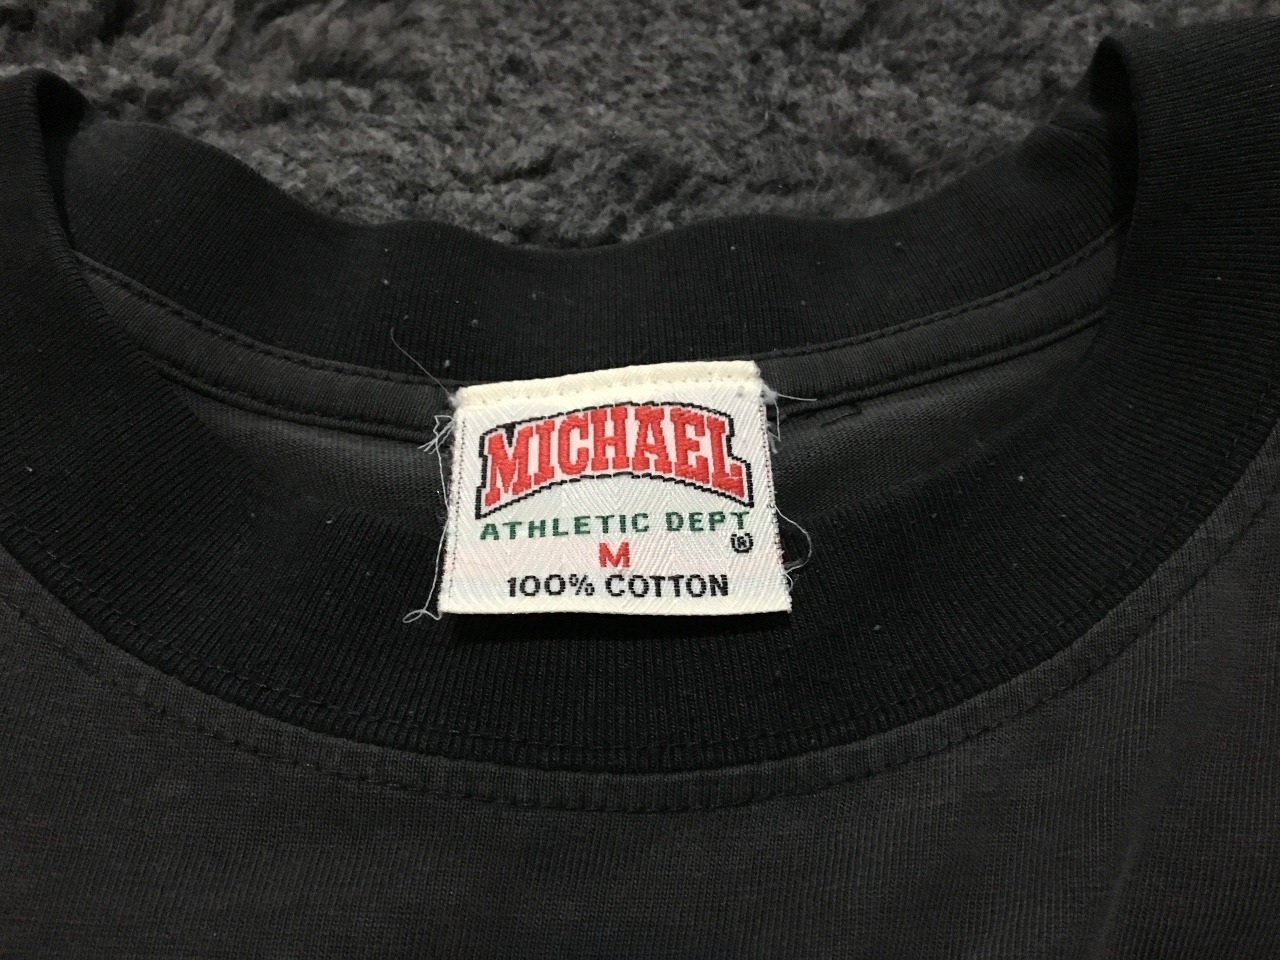 MICHAEL
ATHLETIC DEPT
®
M
100% COTTON